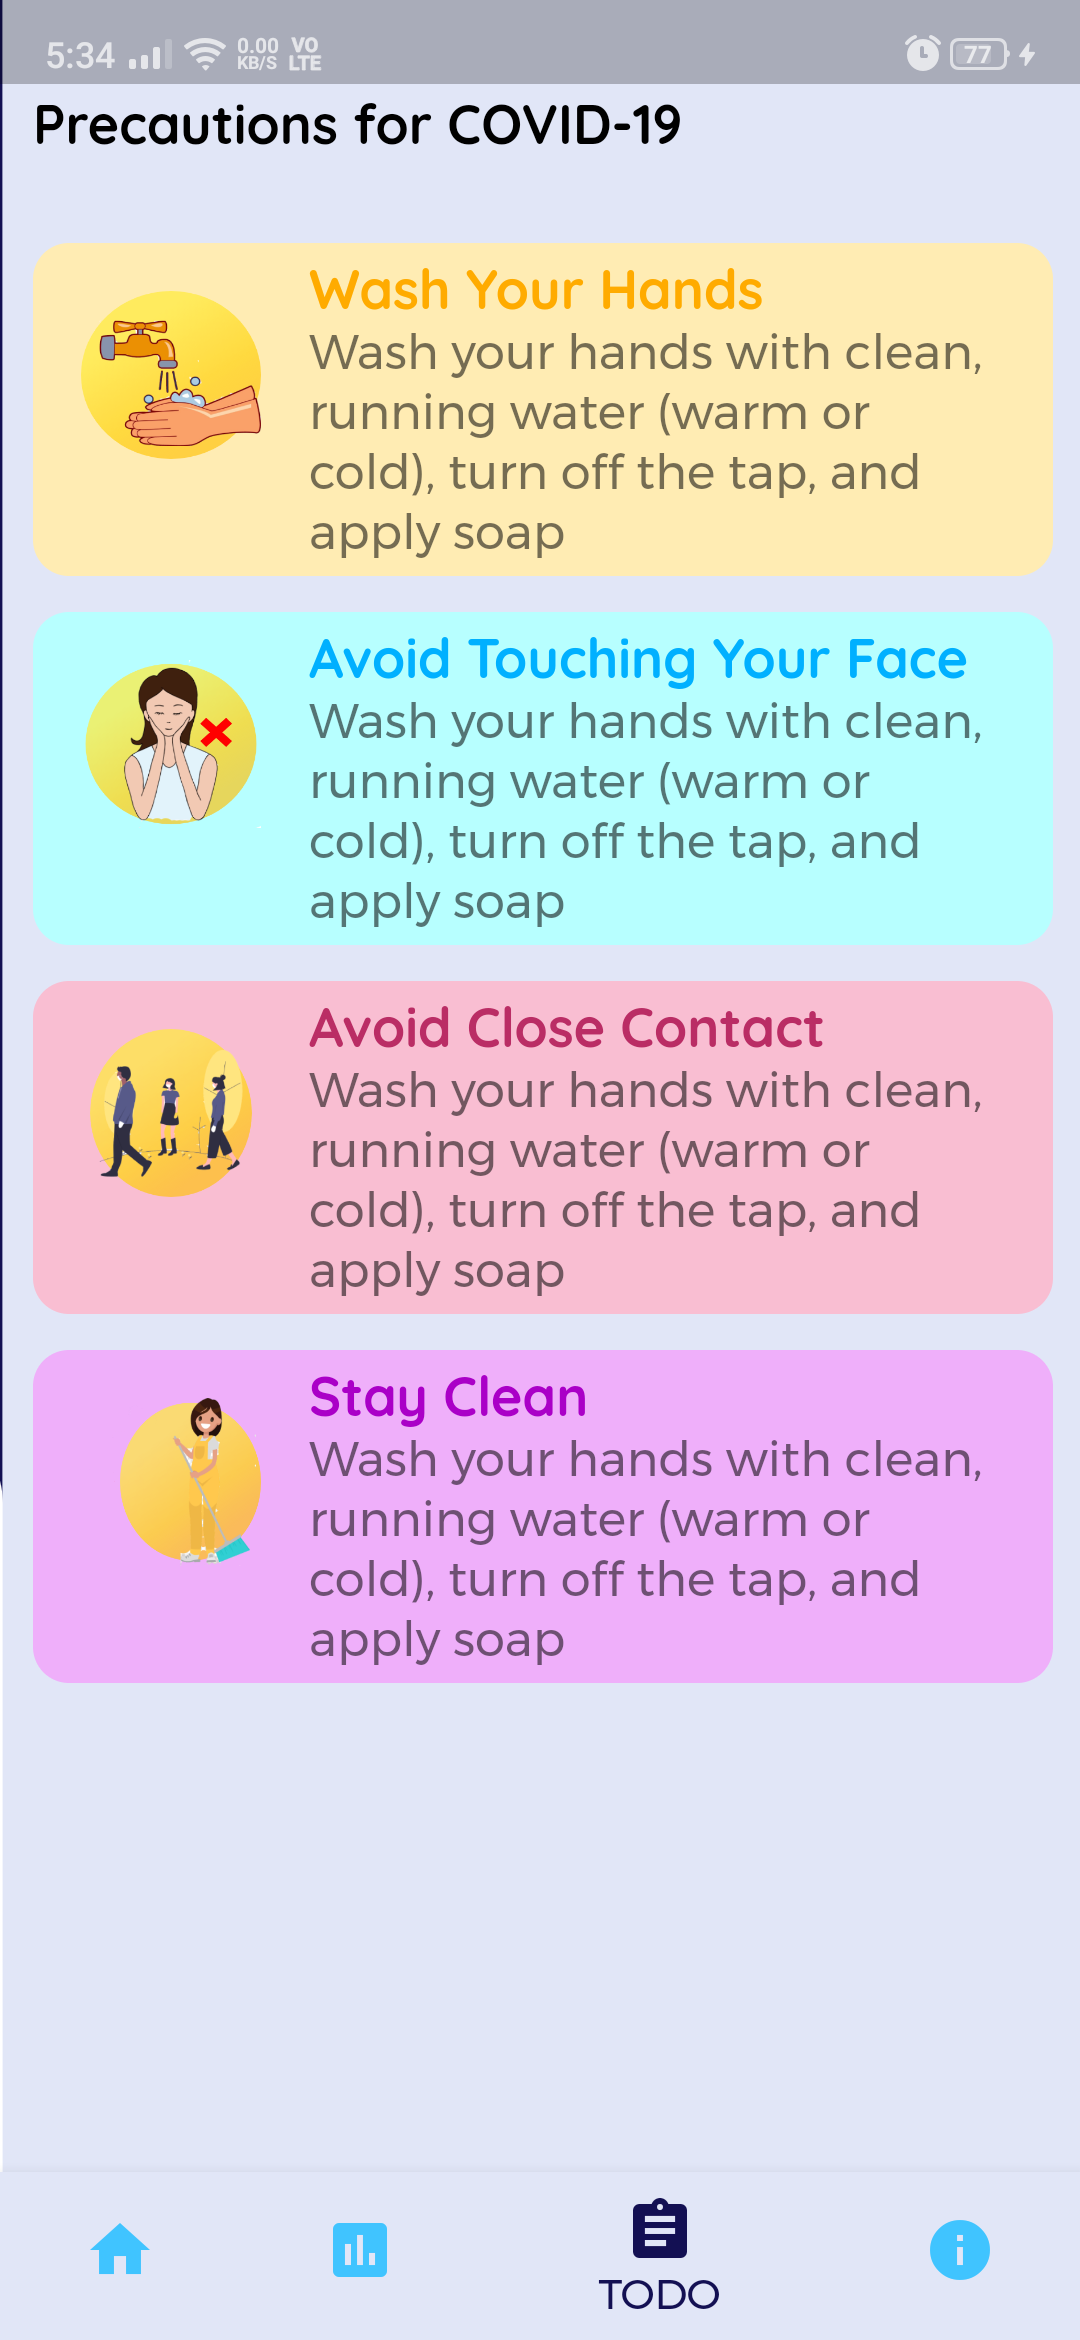 5:34 0.00 KB/S VO LTE 77
Precautions for COVID-19
Wash Your Hands
Wash your hands with clean,
running water (warm or
cold), turn off the tap, and
apply soap
Avoid Touching Your Face
Wash your hands with clean,
running water (warm or
cold), turn off the tap, and
apply soap
Avoid Close Contact
Wash your hands with clean,
running water (warm or
cold), turn off the tap, and
apply soap
Stay Clean
Wash your hands with clean,
running water (warm or
cold), turn off the tap, and
apply soap
TODO